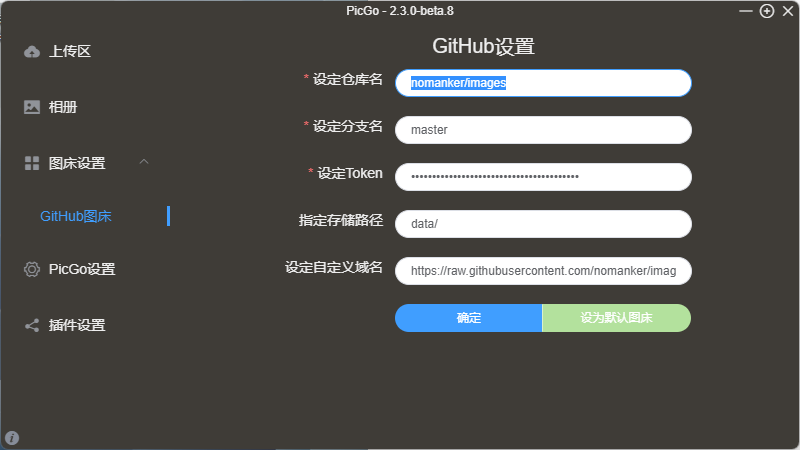 PicGo - 2.3.0-beta.8
上传区
相册
图床设置
GitHub图床
PicGo设置
插件设置
GitHub设置
* 设定仓库名 nomanker/images
* 设定分支名 master
* 设定Token ••••••••••••••••••••••••••••••••••••••••
指定存储路径 data/
设定自定义域名 https://raw.githubusercontent.com/nomanker/imag
确定 设为默认图床